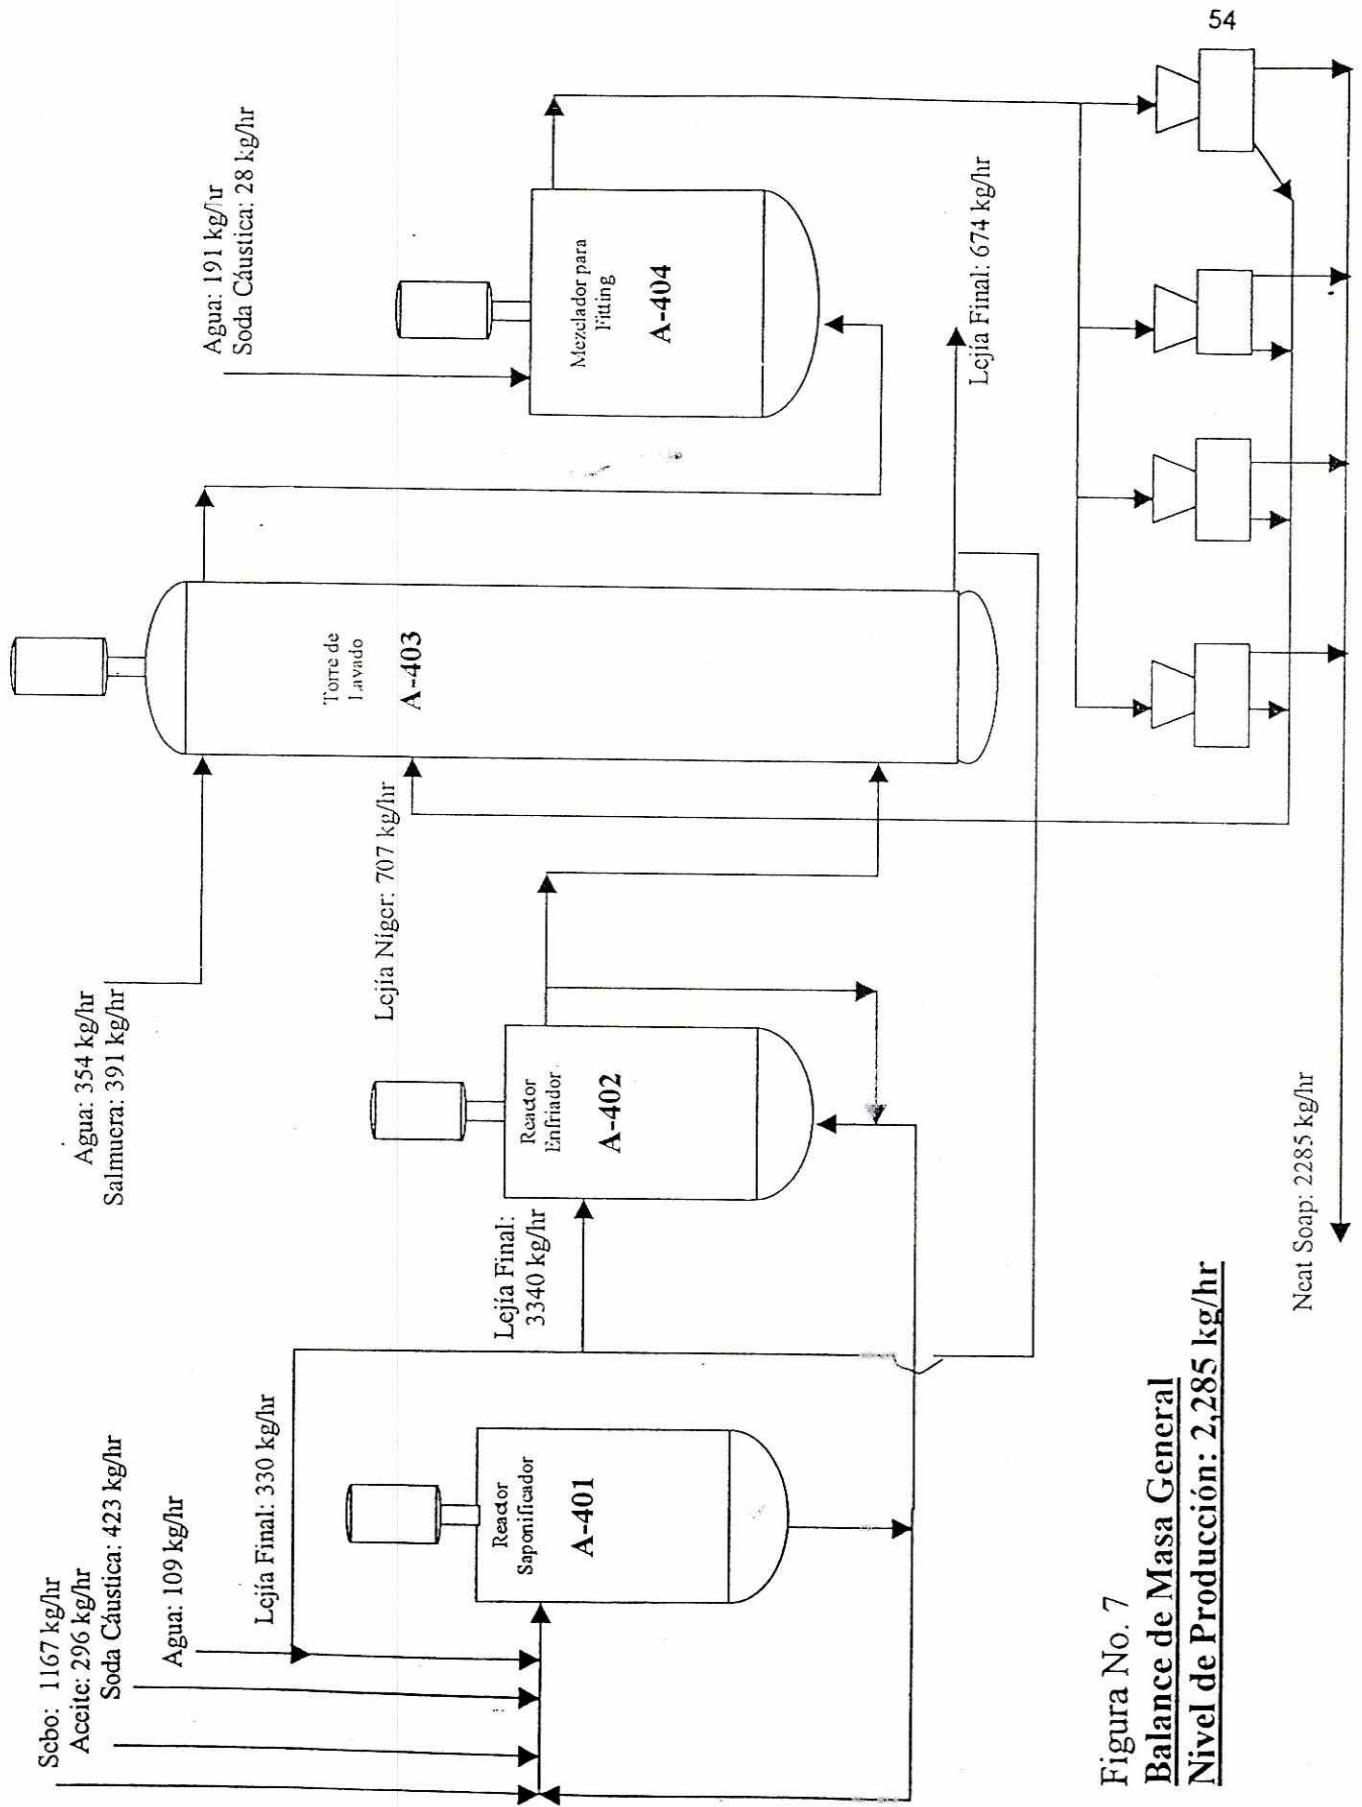 54
Sebo: 1167 kg/hr
Aceite: 296 kg/hr
Soda Cáustica: 423 kg/hr
Agua: 109 kg/hr
Lejía Final: 330 kg/hr
Reactor
Saponificador
A-401
Lejía Final:
3340 kg/hr
Reactor
Enfriador
A-402
Agua: 354 kg/hr
Salmuera: 391 kg/hr
Lejía Níger: 707 kg/hr
Torre de
Lavado
A-403
Agua: 191 kg/hr
Soda Cáustica: 28 kg/hr
Mezclador para
Fitting
A-404
Lejía Final: 674 kg/hr
Neat Soap: 2285 kg/hr
Figura No. 7
Balance de Masa General
Nivel de Producción: 2,285 kg/hr